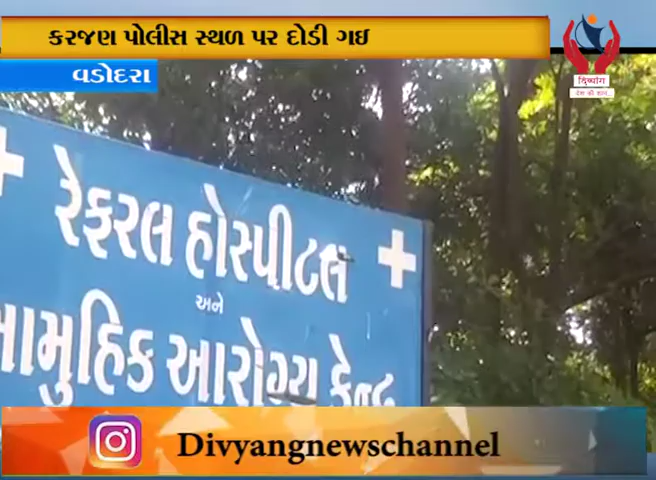 કરજણ પોલીસ સ્થળ પર દોડી ગઇ
વડોદરા
દિવ્યાંગ
રેફરલ હોસ્પીટલ
અને
સામુહિક આરોગ્ય કેન્દ્ર
Divyangnewschannel